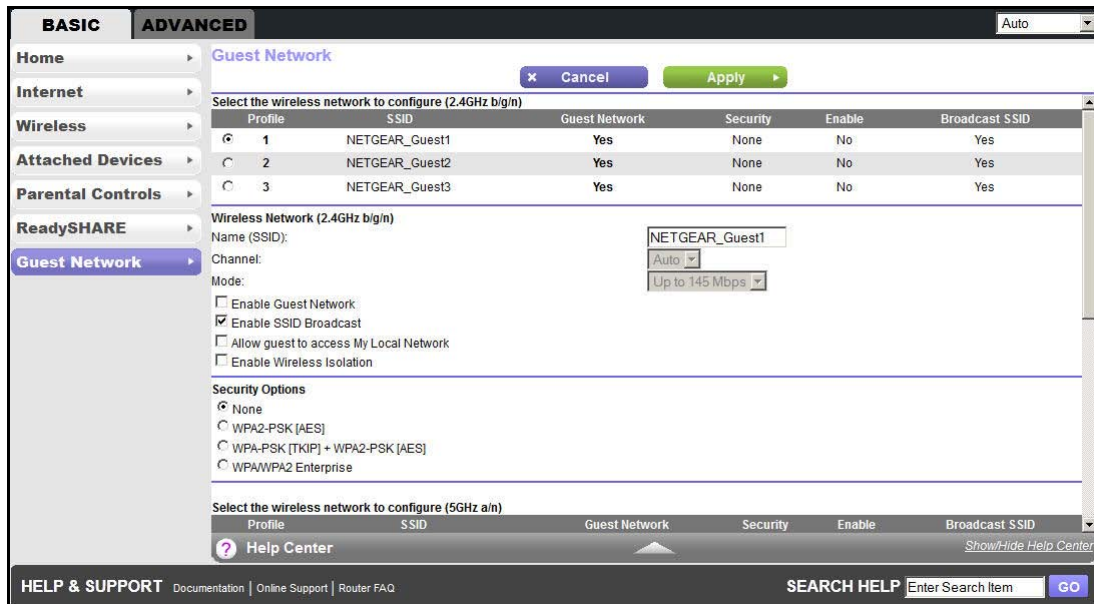 BASIC ADVANCED Auto
Home
Internet
Wireless
Attached Devices
Parental Controls
ReadySHARE
Guest Network
Guest Network
Cancel Apply
Select the wireless network to configure (2.4GHz b/g/n)
Profile SSID Guest Network Security Enable Broadcast SSID
1 NETGEAR_Guest1 Yes None No Yes
2 NETGEAR_Guest2 Yes None No Yes
3 NETGEAR_Guest3 Yes None No Yes
Wireless Network (2.4GHz b/g/n)
Name (SSID): NETGEAR_Guest1
Channel: Auto
Mode: Up to 145 Mbps
Enable Guest Network
Enable SSID Broadcast
Allow guest to access My Local Network
Enable Wireless Isolation
Security Options
None
WPA2-PSK [AES]
WPA-PSK [TKIP] + WPA2-PSK [AES]
WPA/WPA2 Enterprise
Select the wireless network to configure (5GHz a/n)
Profile SSID Guest Network Security Enable Broadcast SSID
? Help Center Show/Hide Help Center
HELP & SUPPORT Documentation | Online Support | Router FAQ SEARCH HELP Enter Search Item GO